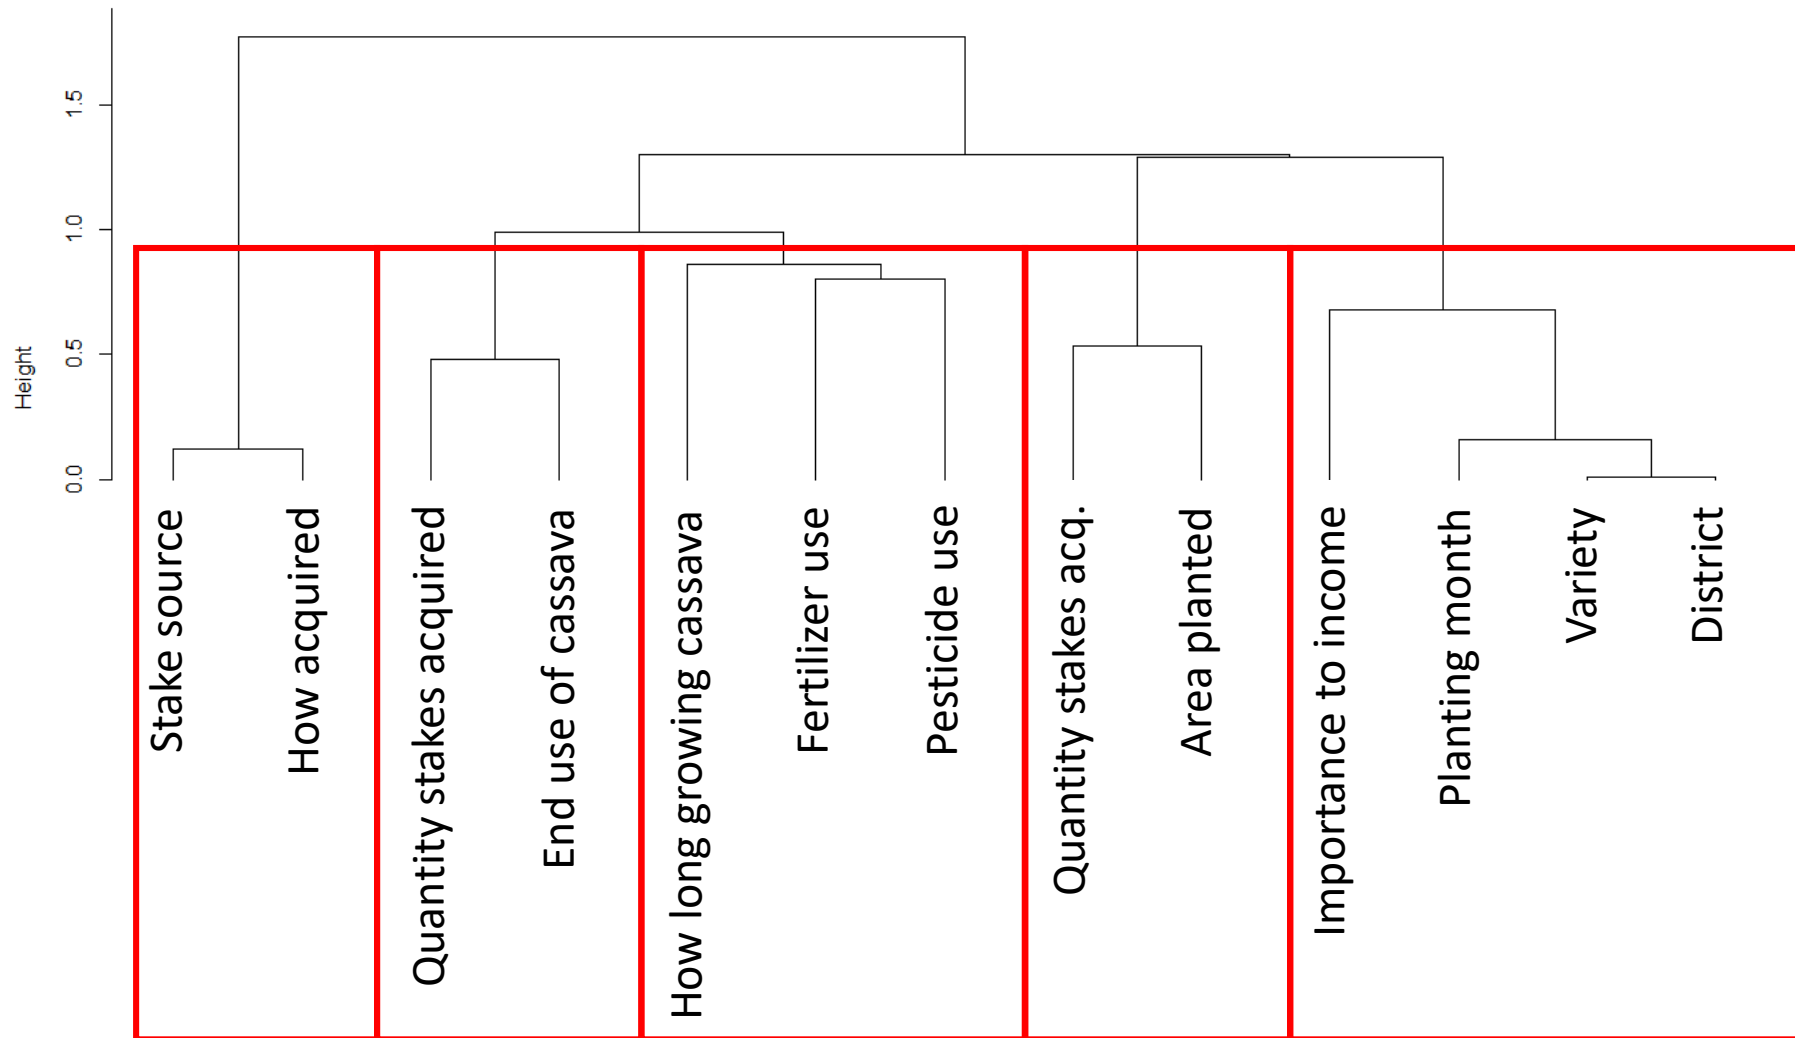 Height
1.5
1.0
0.5
0.0
Stake source
How acquired
Quantity stakes acquired
End use of cassava
How long growing cassava
Fertilizer use
Pesticide use
Quantity stakes acq.
Area planted
Importance to income
Planting month
Variety
District